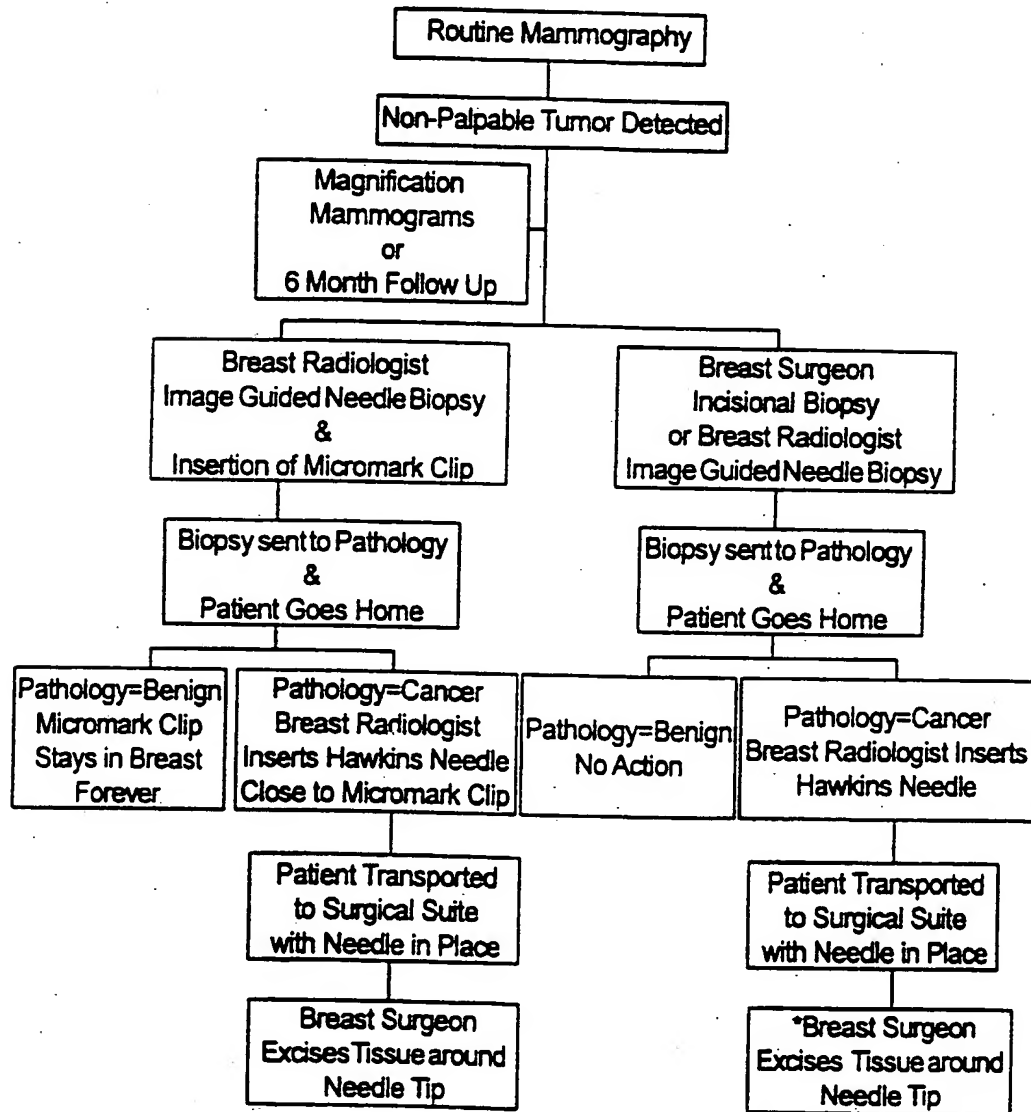 Routine Mammography
Non-Palpable Tumor Detected
Magnification
Mammograms
or
6 Month Follow Up
Breast Radiologist
Image Guided Needle Biopsy
&
Insertion of Micromark Clip
Breast Surgeon
Incisional Biopsy
or Breast Radiologist
Image Guided Needle Biopsy
Biopsy sent to Pathology
&
Patient Goes Home
Biopsy sent to Pathology
&
Patient Goes Home
Pathology=Benign
Micromark Clip
Stays in Breast
Forever
Pathology=Cancer
Breast Radiologist
Inserts Hawkins Needle
Close to Micromark Clip
Pathology=Benign
No Action
Pathology=Cancer
Breast Radiologist Inserts
Hawkins Needle
Patient Transported
to Surgical Suite
with Needle in Place
Patient Transported
to Surgical Suite
with Needle in Place
Breast Surgeon
Excises Tissue around
Needle Tip
*Breast Surgeon
Excises Tissue around
Needle Tip